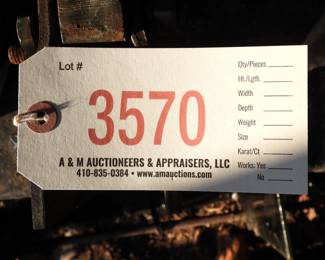 Lot #
3570
Qty/Pieces
Ht./Lgth.
Width
Depth
Weight
Size
Karat/Ct
Works: Yes
No
A & M AUCTIONEERS & APPRAISERS, LLC
410-835-0384 • www.amauctions.com